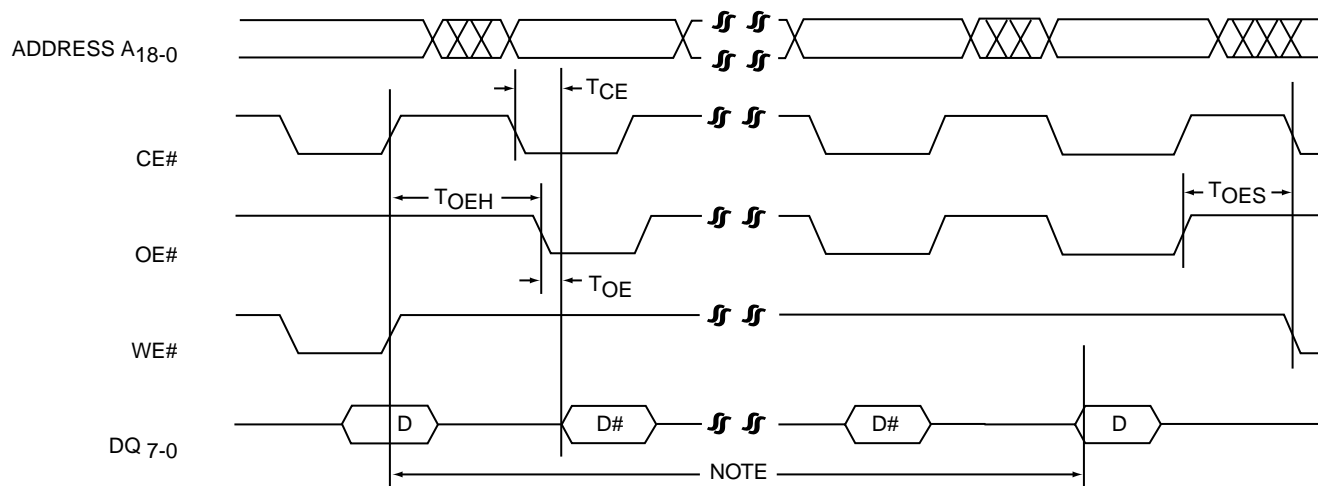 ADDRESS A18-0
TCE
CE#
TOEH
TOES
OE#
TOE
WE#
D
D#
D#
D
DQ 7-0
NOTE